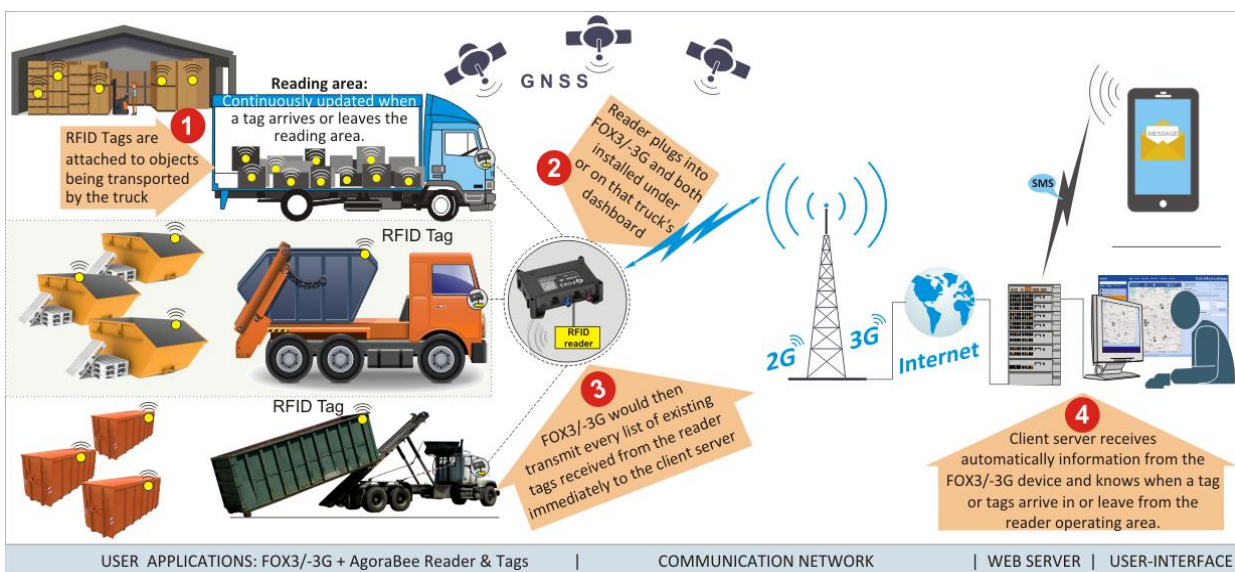 GNSS
Reading area:
Continuously updated when
a tag arrives or leaves the
reading area.
1
RFID Tags are
attached to objects
being transported
by the truck
2
Reader plugs into
FOX3/-3G and both
installed under
or on that truck's
dashboard
MESSAGE
SMS
RFID Tag
FOX3
RFID
reader
2G
3G
Internet
RFID Tag
3
FOX3/-3G would then
transmit every list of existing
tags received from the reader
immediately to the client server
4
Client server receives
automatically information from the
FOX3/-3G device and knows when a tag
or tags arrive in or leave from the
reader operating area.
USER APPLICATIONS: FOX3/-3G + AgoraBee Reader & Tags | COMMUNICATION NETWORK | WEB SERVER | USER-INTERFACE